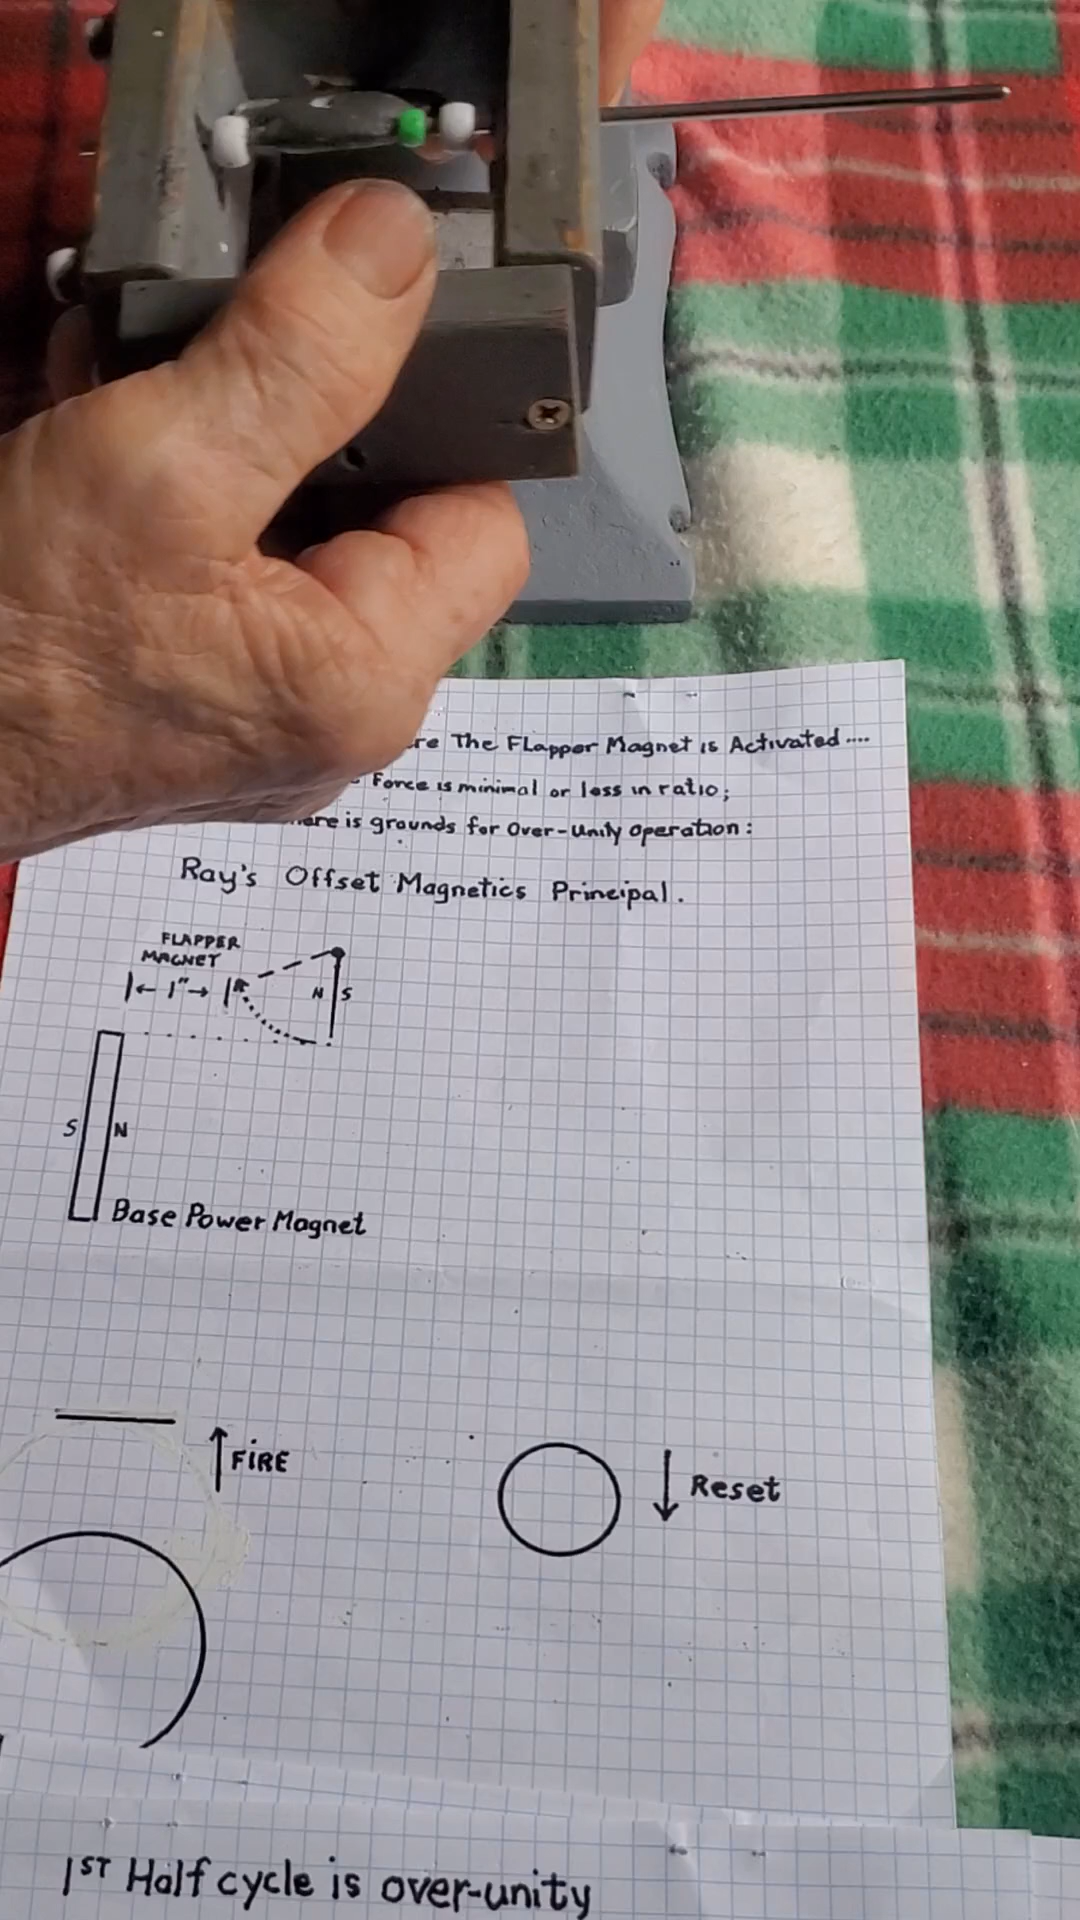 The Flapper Magnet is Activated ....
Force is minimal or less in ratio;
is grounds for Over-Unity operation:
Ray's Offset Magnetics Principal.
FLAPPER
MAGNET
1"
N S
S N
Base Power Magnet
FIRE
Reset
1ST Half cycle is over-unity